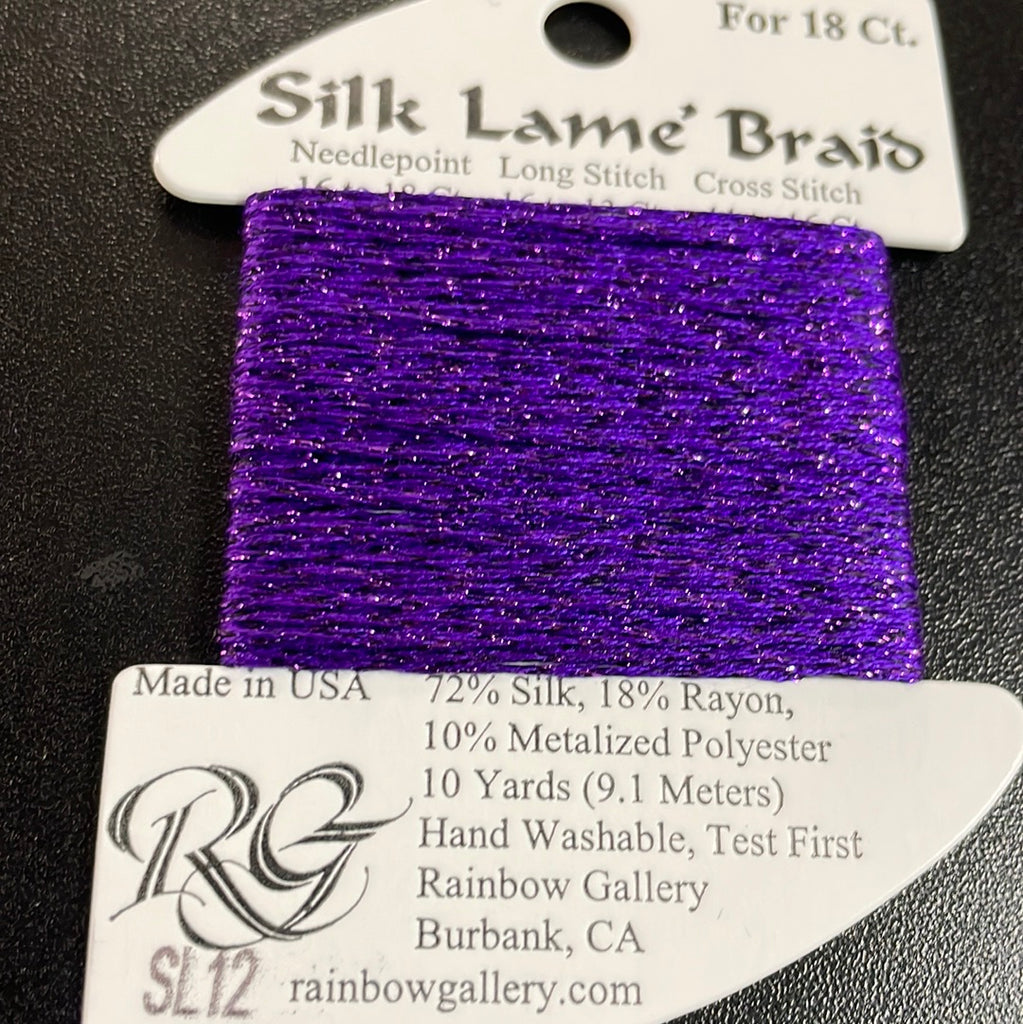 For 18 Ct.
Silk Lamé Braid
Needlepoint Long Stitch Cross Stitch
Made in USA
72% Silk, 18% Rayon,
10% Metalized Polyester
10 Yards (9.1 Meters)
Hand Washable, Test First
Rainbow Gallery
Burbank, CA
RG
SL12
rainbowgallery.com